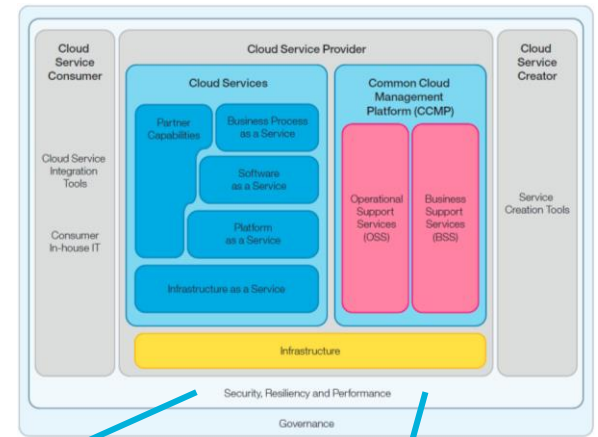 Cloud
Service
Consumer
Cloud Service
Integration
Tools
Consumer
In-house IT
Cloud Service Provider
Cloud Services
Partner
Capabilities
Business Process
as a Service
Software
as a Service
Platform
as a Service
Infrastructure as a Service
Common Cloud
Management
Platform (CCMP)
Operational
Support
Services
(OSS)
Business
Support
Services
(BSS)
Infrastructure
Cloud
Service
Creator
Service
Creation Tools
Security, Resiliency and Performance
Governance